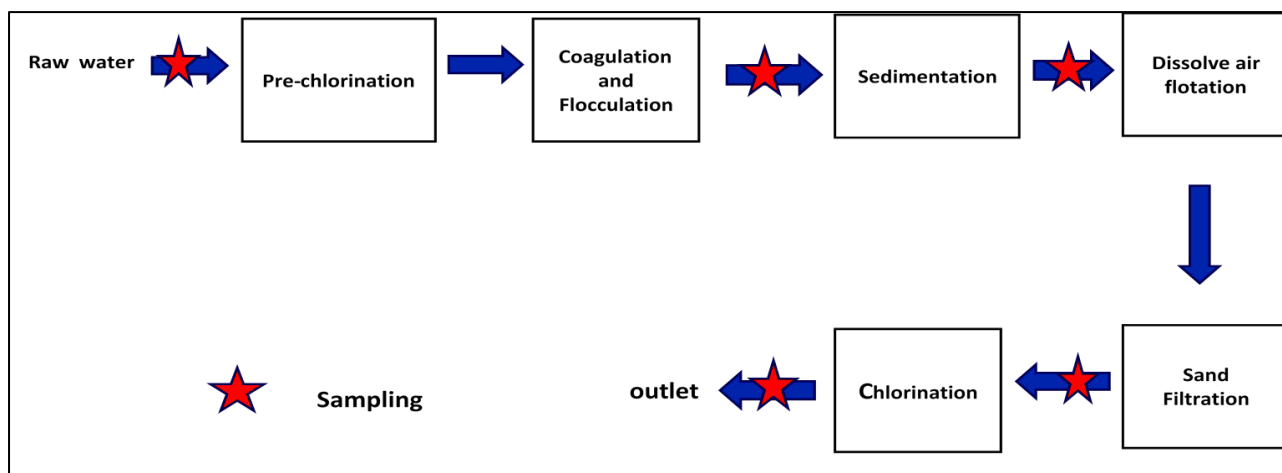 Raw water
Pre-chlorination
Coagulation
and
Flocculation
Sedimentation
Dissolve air
flotation
Sand
Filtration
Chlorination
outlet
Sampling